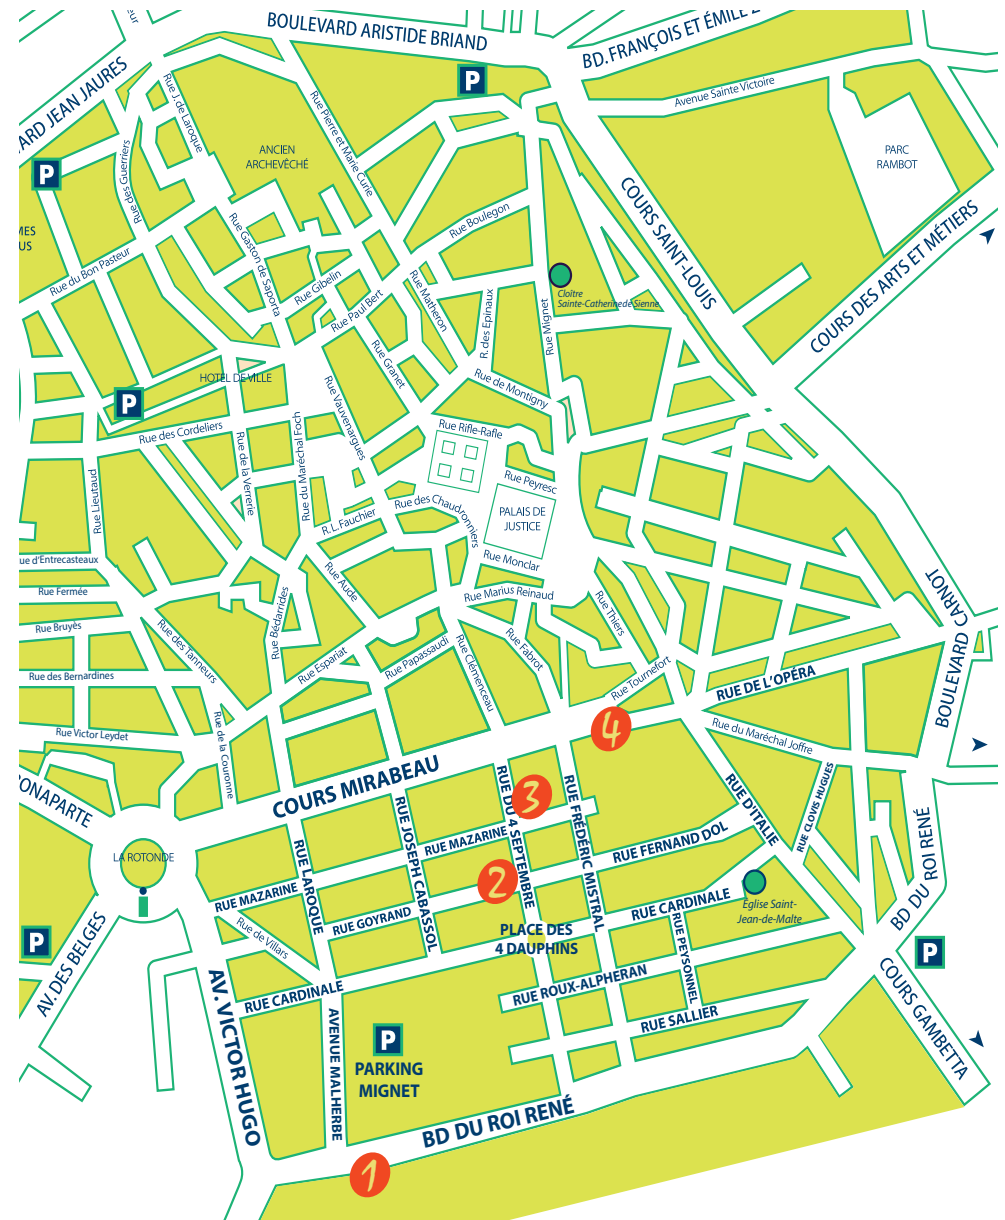 BOULEVARD ARISTIDE BRIAND
BD. FRANÇOIS ET ÉMILE Z
ARD JEAN JAURES
P
Avenue Sainte Victoire
Rue J. de Laroque
Rue Pierre et Marie Curie
ANCIEN
ARCHEVÊCHÉ
PARC
RAMBOT
P
Rue des Guerriers
COURS SAINT-LOUIS
COURS DES ARTS ET MÉTIERS
MES
US
Rue du Bon Pasteur
Rue Gaston de Saporta
Rue Boulegon
Rue Gibelin
Rue Paul Bert
Rue Matheron
Cloître
Sainte-Catherine de Sienne
R. des Epinaux
Rue Mignet
Rue Granet
HOTEL DE VILLE
Rue Vauvenargues
Rue de Montigny
P
Rue des Cordeliers
Rue de la Verrerie
Rue du Maréchal Foch
Rue Rifle-Rafle
Rue Lieutaud
Rue Peyresc
PALAIS DE
JUSTICE
R.L. Fauchier
Rue des Chaudronniers
Rue Monclar
ue d'Entrecasteaux
Rue Fermée
Rue Aude
Rue Marius Reinaud
Rue Thiers
BOULEVARD CARNOT
Rue Bruyès
Rue des Tanneurs
Rue Bédarrides
Rue Espariat
Rue Papassaudi
Rue Clémenceau
Rue Fabrot
Rue Tournefort
RUE DE L'OPÉRA
Rue des Bernardines
Rue Victor Leydet
Rue de la Couronne
4
Rue du Maréchal Joffre
COURS MIRABEAU
ONAPARTE
LA ROTONDE
RUE LAROQUE
RUE JOSEPH CABASSOL
RUE DU 4 SEPTEMBRE
3
RUE FRÉDÉRIC MISTRAL
RUE D'ITALIE
RUE CLOVIS HUGUES
BD DU ROI RENÉ
RUE MAZARINE
RUE MAZARINE
RUE FERNAND DOL
2
RUE GOYRAND
RUE CARDINALE
Eglise Saint-
Jean-de-Malte
Rue de Villars
PLACE DES
4 DAUPHINS
RUE PEYSONNEL
P
P
AV. DES BELGES
AV. VICTOR HUGO
RUE CARDINALE
RUE ROUX-ALPHERAN
RUE SALLIER
COURS GAMBETTA
AVENUE MALHERBE
P
PARKING
MIGNET
BD DU ROI RENÉ
1